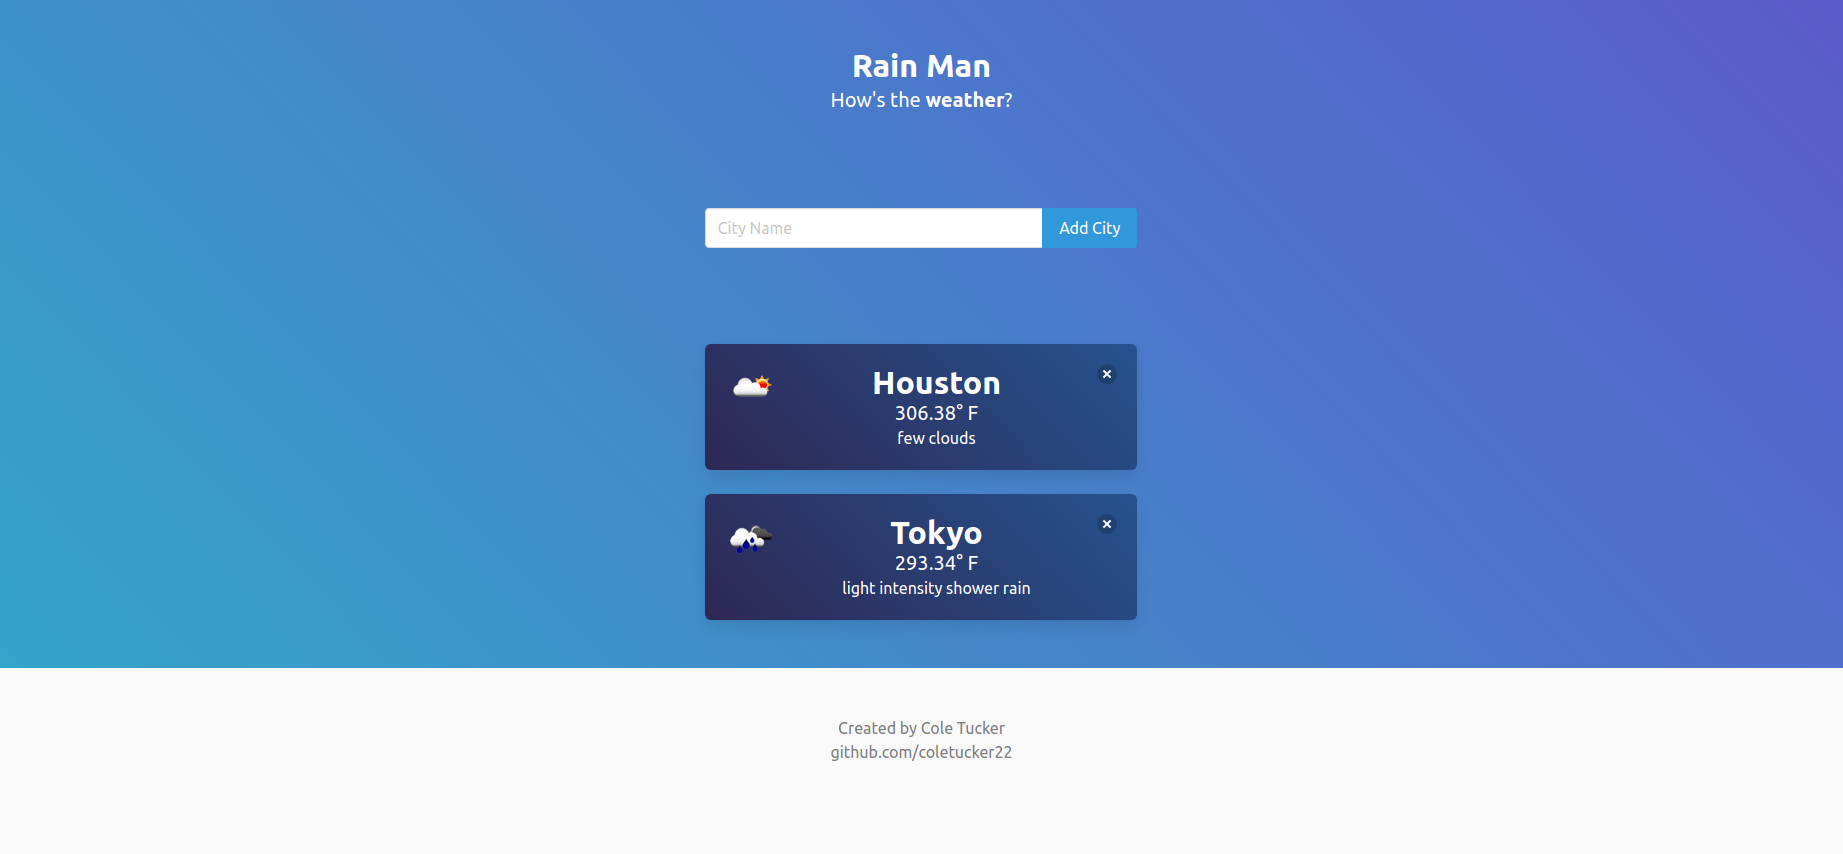 Rain Man
How's the weather?
City Name
Add City
Houston
306.38° F
few clouds
Tokyo
293.34° F
light intensity shower rain
Created by Cole Tucker
github.com/coletucker22